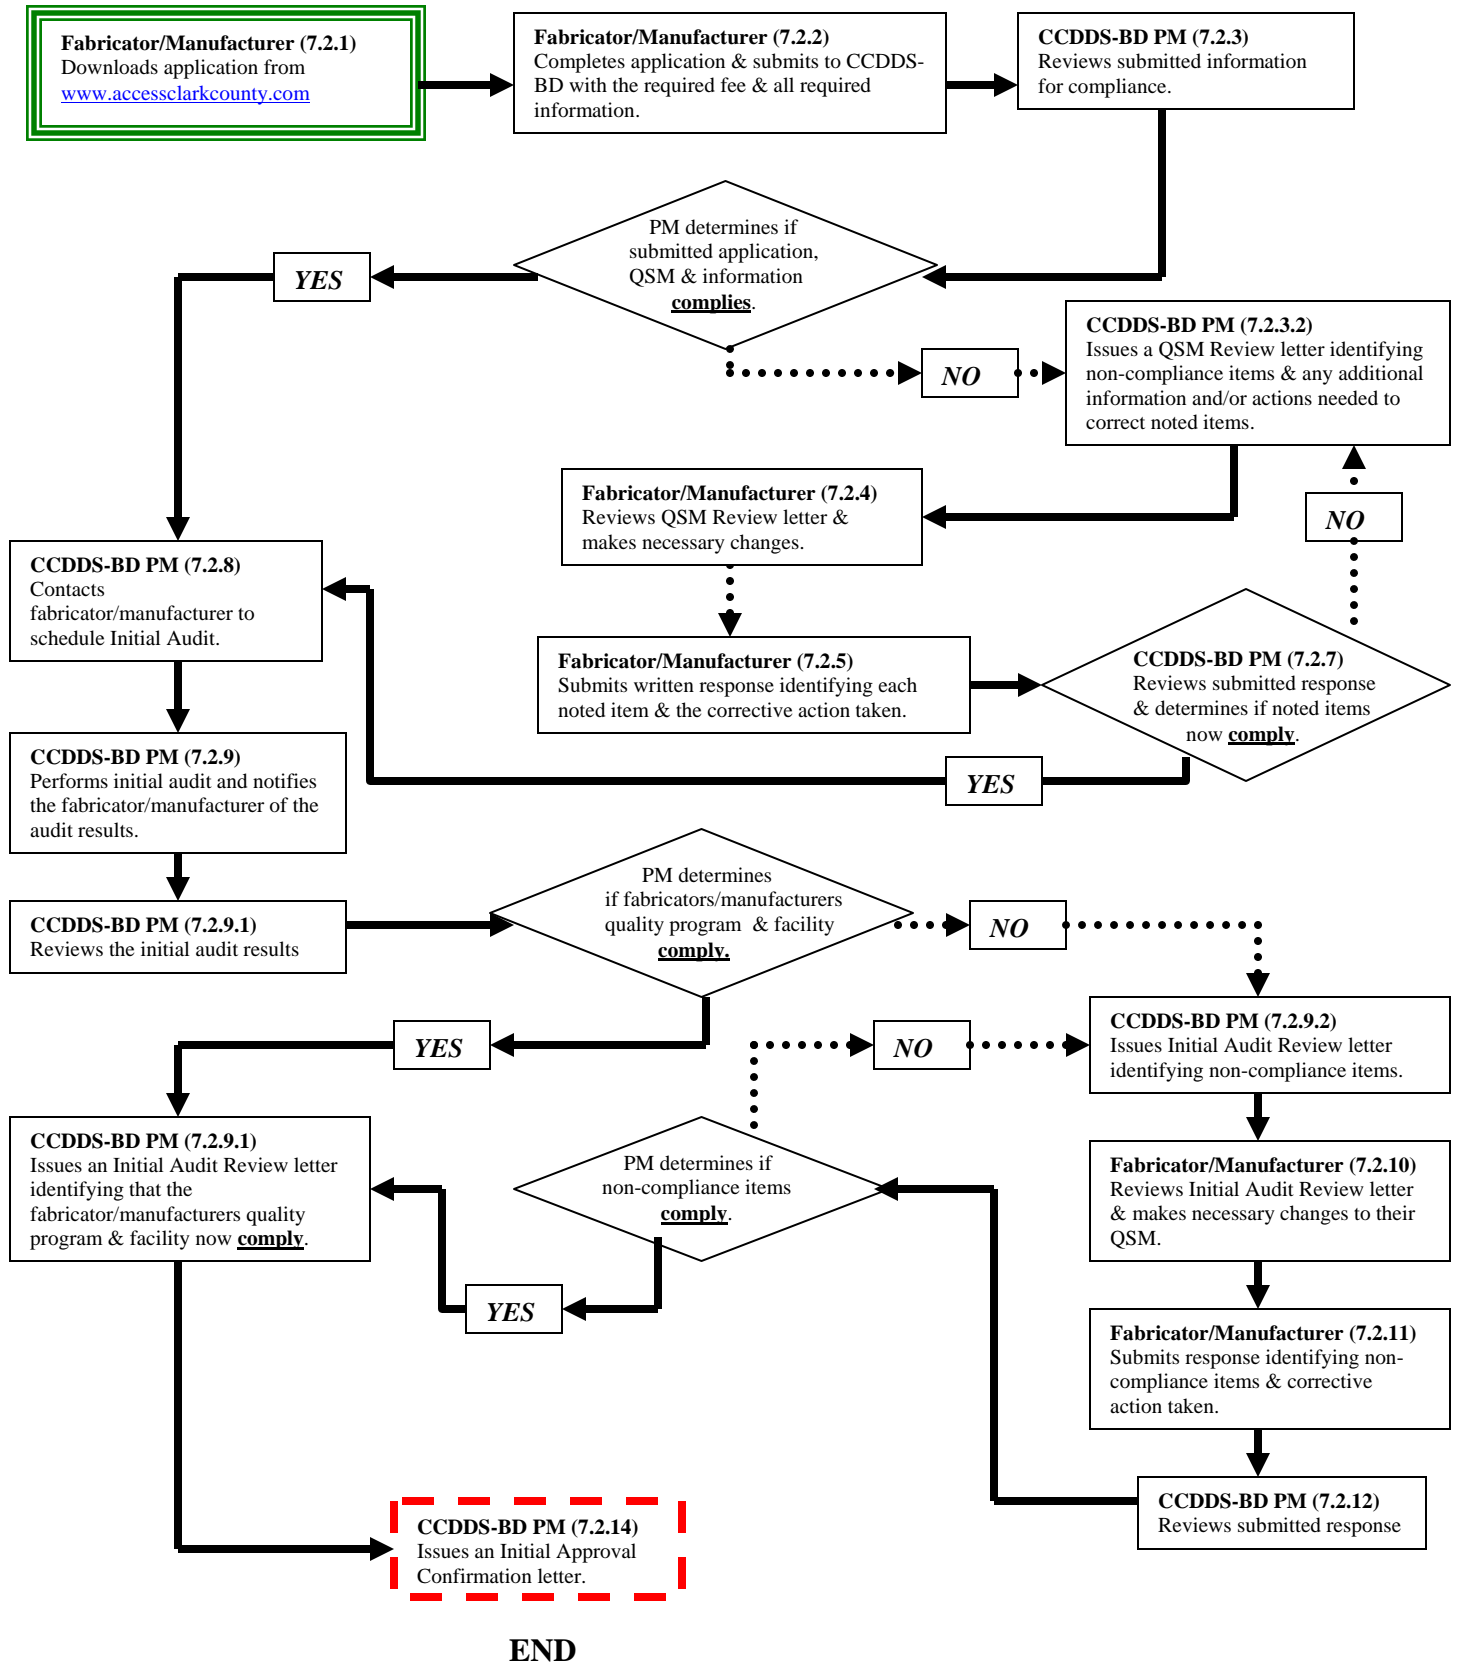 Fabricator/Manufacturer (7.2.1)
Downloads application from
www.accessclarkcounty.com
Fabricator/Manufacturer (7.2.2)
Completes application & submits to CCDDS-
BD with the required fee & all required
information.
CCDDS-BD PM (7.2.3)
Reviews submitted information
for compliance.
PM determines if
submitted application,
QSM & information
complies.
YES
NO
CCDDS-BD PM (7.2.3.2)
Issues a QSM Review letter identifying
non-compliance items & any additional
information and/or actions needed to
correct noted items.
Fabricator/Manufacturer (7.2.4)
Reviews QSM Review letter &
makes necessary changes.
NO
CCDDS-BD PM (7.2.8)
Contacts
fabricator/manufacturer to
schedule Initial Audit.
Fabricator/Manufacturer (7.2.5)
Submits written response identifying each
noted item & the corrective action taken.
CCDDS-BD PM (7.2.7)
Reviews submitted response
& determines if noted items
now comply.
YES
CCDDS-BD PM (7.2.9)
Performs initial audit and notifies
the fabricator/manufacturer of the
audit results.
CCDDS-BD PM (7.2.9.1)
Reviews the initial audit results
PM determines
if fabricators/manufacturers
quality program & facility
comply.
NO
YES
NO
CCDDS-BD PM (7.2.9.2)
Issues Initial Audit Review letter
identifying non-compliance items.
CCDDS-BD PM (7.2.9.1)
Issues an Initial Audit Review letter
identifying that the
fabricator/manufacturers quality
program & facility now comply.
PM determines if
non-compliance items
comply.
Fabricator/Manufacturer (7.2.10)
Reviews Initial Audit Review letter
& makes necessary changes to their
QSM.
YES
Fabricator/Manufacturer (7.2.11)
Submits response identifying non-
compliance items & corrective
action taken.
CCDDS-BD PM (7.2.12)
Reviews submitted response
CCDDS-BD PM (7.2.14)
Issues an Initial Approval
Confirmation letter.
END